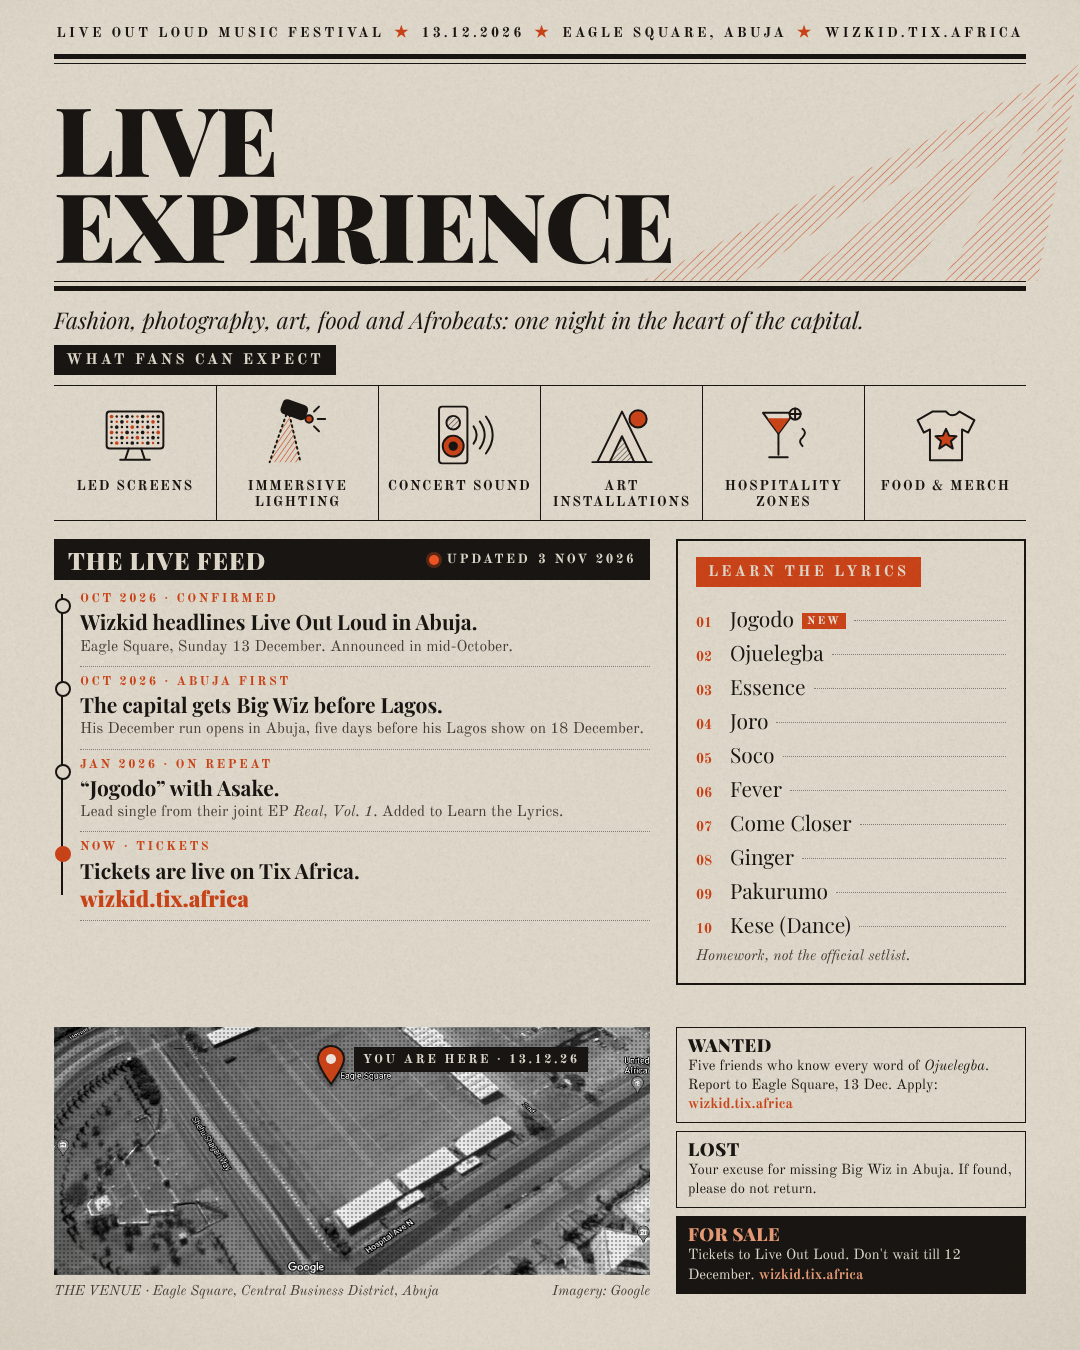 LIVE OUT LOUD MUSIC FESTIVAL ★ 13.12.2026 ★ EAGLE SQUARE, ABUJA ★ WIZKID.TIX.AFRICA
LIVE
EXPERIENCE
Fashion, photography, art, food and Afrobeats: one night in the heart of the capital.
WHAT FANS CAN EXPECT
LED SCREENS
IMMERSIVE
LIGHTING
CONCERT SOUND
ART
INSTALLATIONS
HOSPITALITY
ZONES
FOOD & MERCH
THE LIVE FEED
UPDATED 3 NOV 2026
OCT 2026 · CONFIRMED
Wizkid headlines Live Out Loud in Abuja.
Eagle Square, Sunday 13 December. Announced in mid-October.
OCT 2026 · ABUJA FIRST
The capital gets Big Wiz before Lagos.
His December run opens in Abuja, five days before his Lagos show on 18 December.
JAN 2026 · ON REPEAT
“Jogodo” with Asake.
Lead single from their joint EP Real, Vol. 1. Added to Learn the Lyrics.
NOW · TICKETS
Tickets are live on Tix Africa.
wizkid.tix.africa
LEARN THE LYRICS
01 Jogodo NEW
02 Ojuelegba
03 Essence
04 Joro
05 Soco
06 Fever
07 Come Closer
08 Ginger
09 Pakurumo
10 Kese (Dance)
Homework, not the official setlist.
YOU ARE HERE · 13.12.26
Eagle Square
United
Africa
Shehu Shagari Way
Hospital Ave N
Google
THE VENUE · Eagle Square, Central Business District, Abuja
Imagery: Google
WANTED
Five friends who know every word of Ojuelegba.
Report to Eagle Square, 13 Dec. Apply:
wizkid.tix.africa
LOST
Your excuse for missing Big Wiz in Abuja. If found,
please do not return.
FOR SALE
Tickets to Live Out Loud. Don't wait till 12
December. wizkid.tix.africa